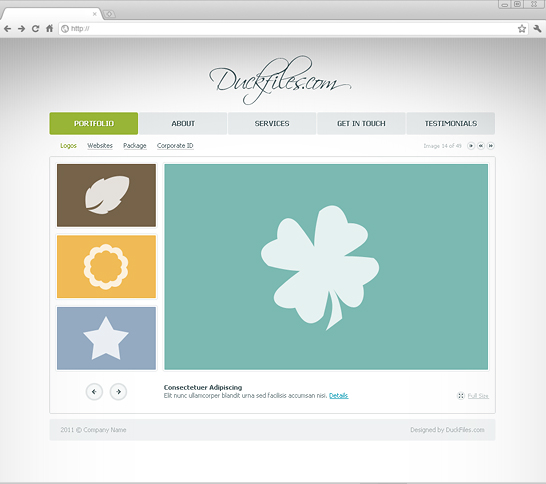 http://
Duckfiles.com
PORTFOLIO ABOUT SERVICES GET IN TOUCH TESTIMONIALS
Logos Websites Package Corporate ID Image 14 of 49
Consectetuer Adipiscing
Elit nunc ullamcorper blandit urna sed facilisis accumsan nisi. Details
Full Size
2011 © Company Name Designed by DuckFiles.com